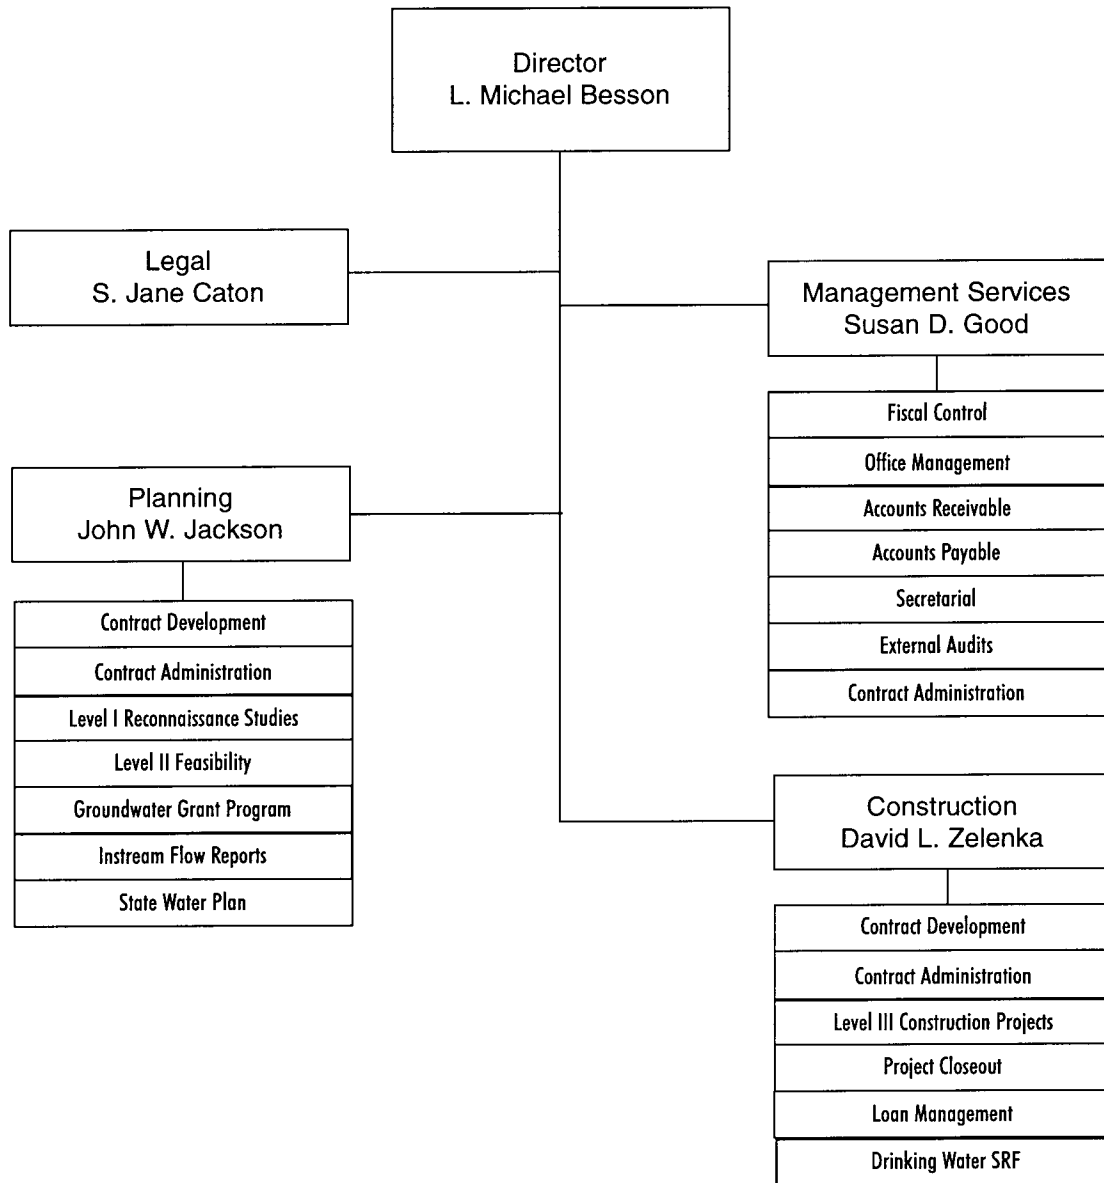 Director
L. Michael Besson
Legal
S. Jane Caton
Management Services
Susan D. Good
Fiscal Control
Office Management
Accounts Receivable
Accounts Payable
Secretarial
External Audits
Contract Administration
Planning
John W. Jackson
Contract Development
Contract Administration
Level I Reconnaissance Studies
Level II Feasibility
Groundwater Grant Program
Instream Flow Reports
State Water Plan
Construction
David L. Zelenka
Contract Development
Contract Administration
Level III Construction Projects
Project Closeout
Loan Management
Drinking Water SRF